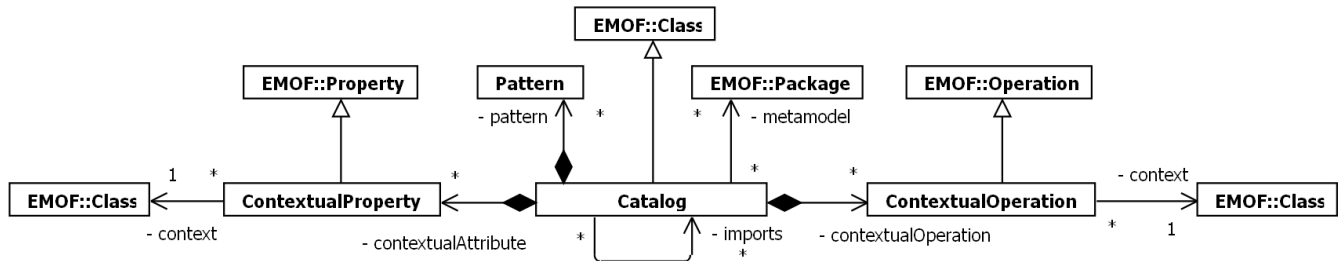 EMOF::Class
EMOF::Property
Pattern
EMOF::Package
EMOF::Operation
- pattern
*
*
- metamodel
1
*
*
*
*
- context
EMOF::Class
ContextualProperty
Catalog
ContextualOperation
EMOF::Class
- context
- contextualAttribute
*
- imports
*
- contextualOperation
*
1